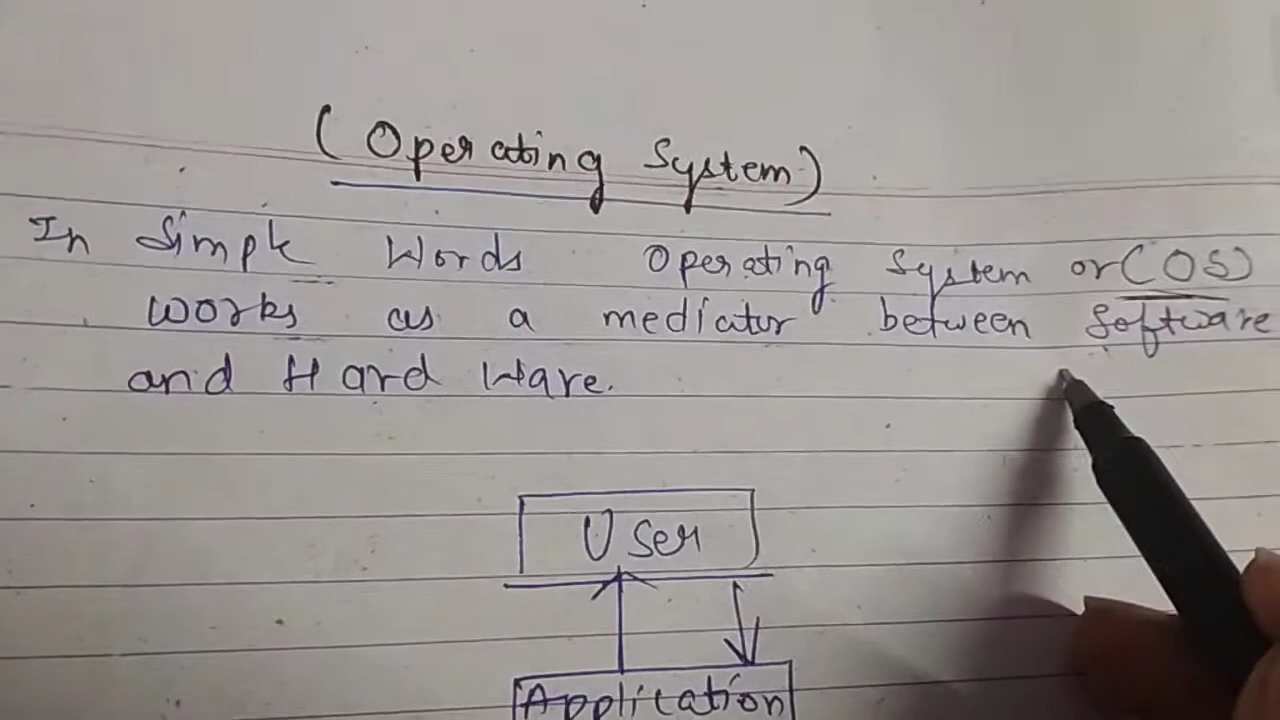 (Operating System)
In Simple Words Operating System or (OS)
works as a mediator between Software
and Hard Ware.
User
Application